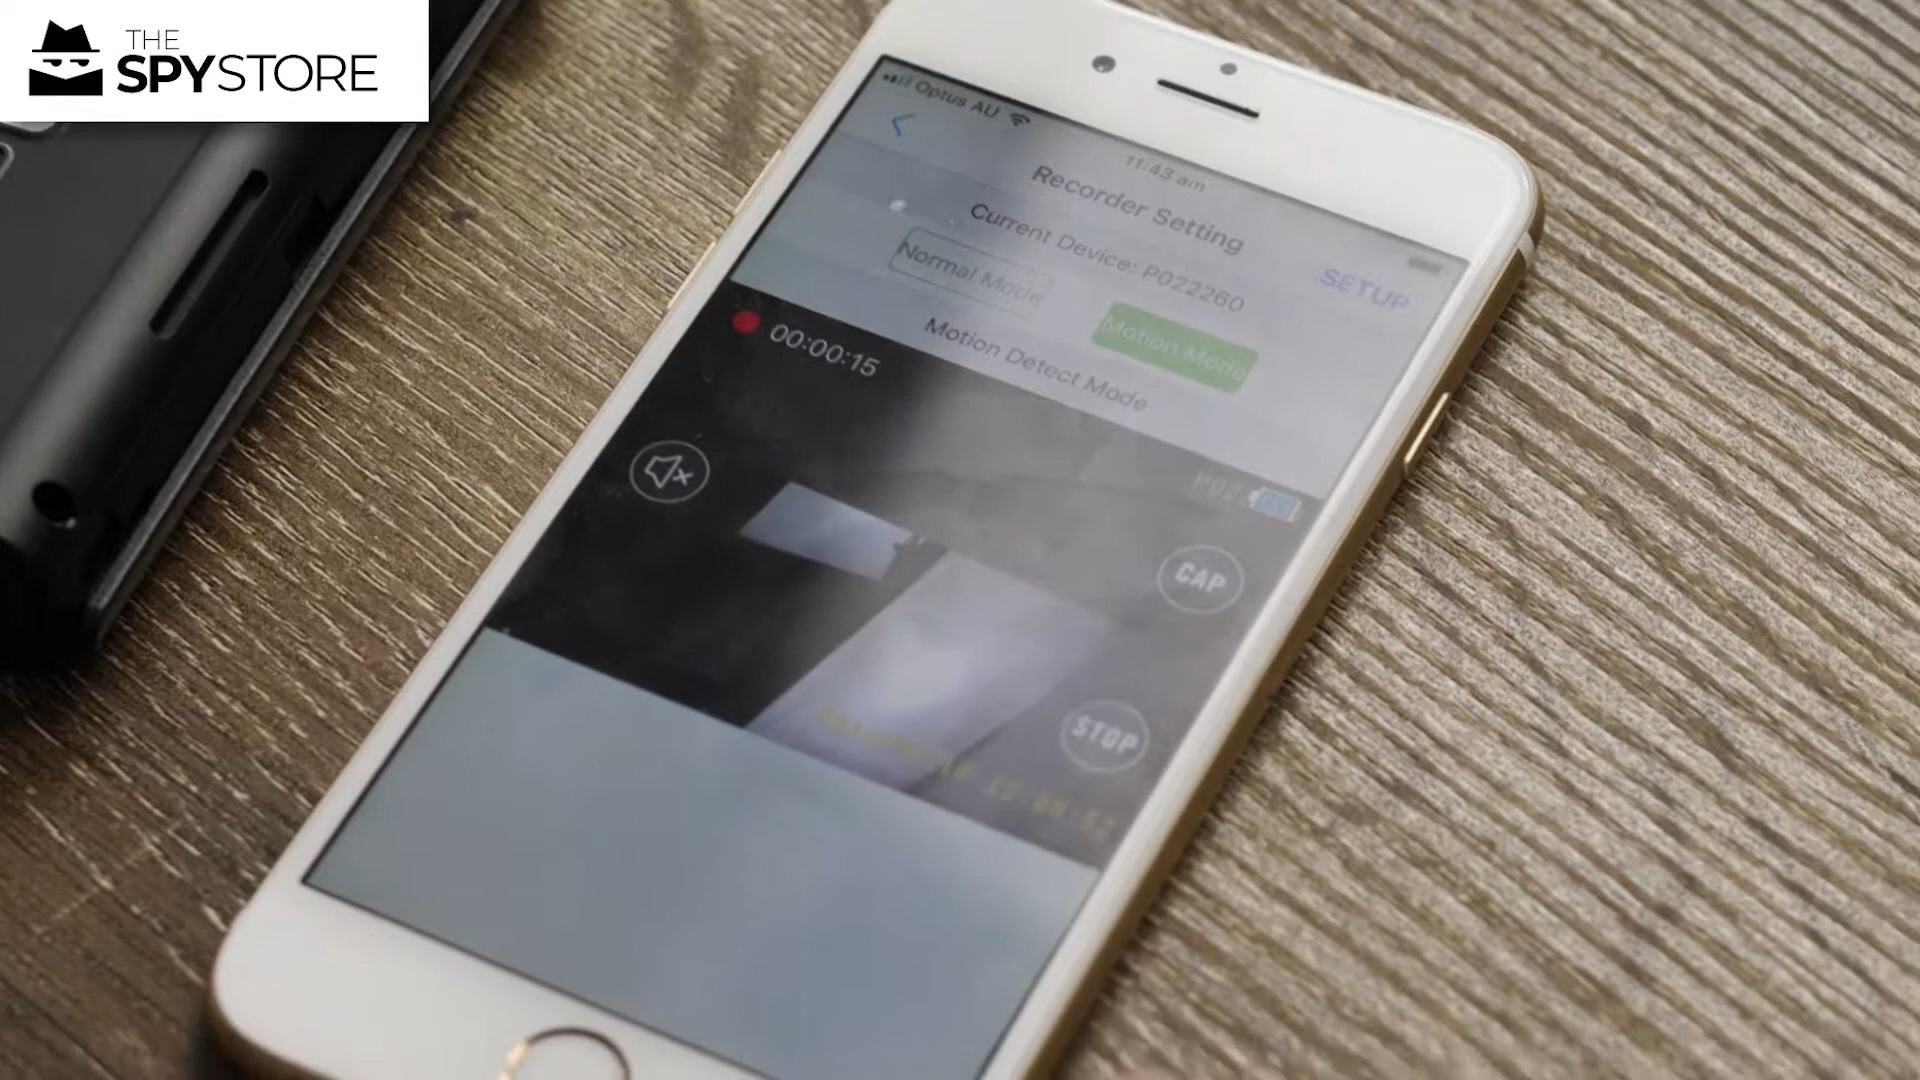 THE
SPYSTORE
Optus AU
11:43 am
Recorder Setting
SETUP
Current Device: P022260
Normal Mode
Motion Mode
Motion Detect Mode
00:00:15
CAP
STOP